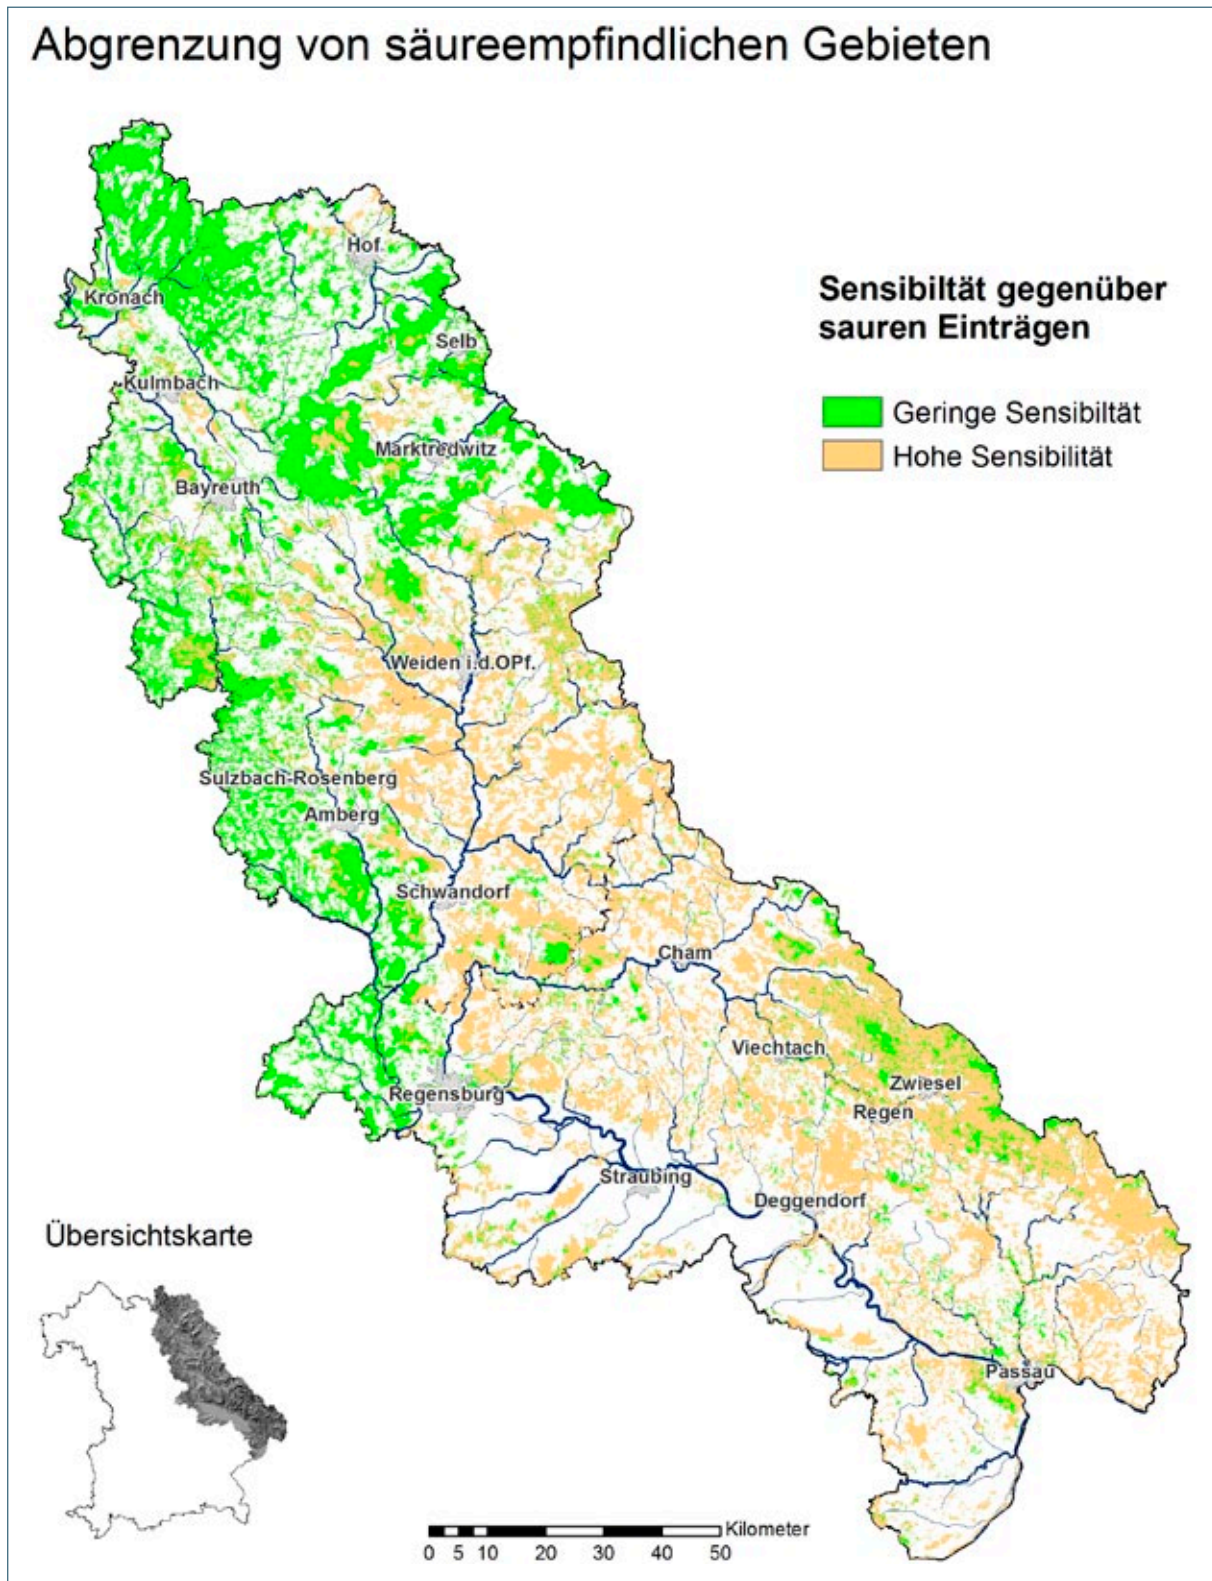 Abgrenzung von säureempfindlichen Gebieten
Hof
Kronach
Selb
Kulmbach
Marktredwitz
Bayreuth
Weiden i.d.OPf.
Sulzbach-Rosenberg
Amberg
Schwandorf
Cham
Viechtach
Zwiesel
Regen
Regensburg
Straubing
Deggendorf
Passau
Sensibiltät gegenüber
sauren Einträgen
Geringe Sensibiltät
Hohe Sensibilität
Übersichtskarte
Kilometer
0 5 10 20 30 40 50